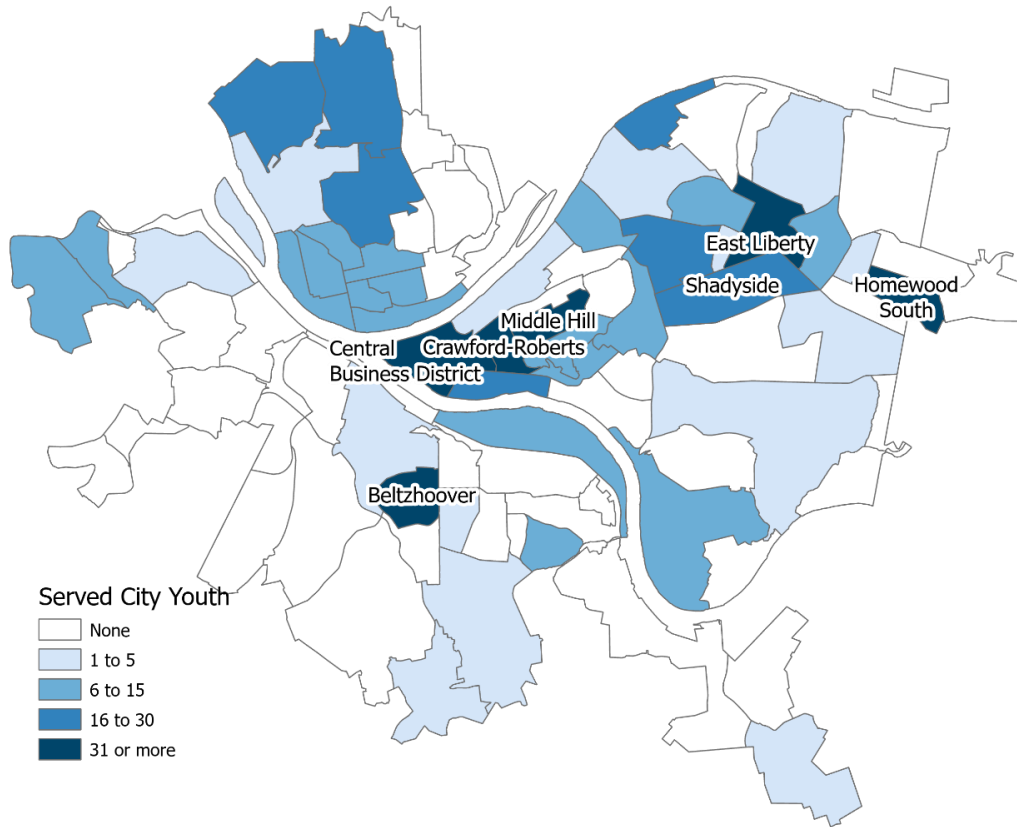 East Liberty
Shadyside
Homewood
South
Middle Hill
Crawford-Roberts
Central
Business District
Beltzhoover
Served City Youth
None
1 to 5
6 to 15
16 to 30
31 or more